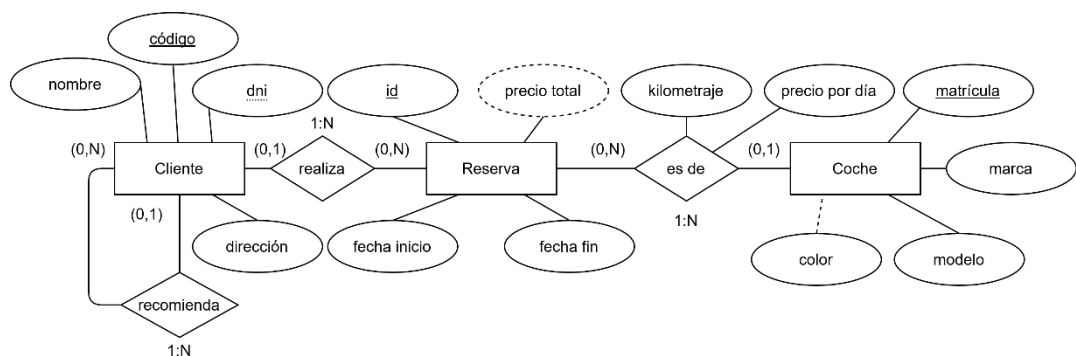 código
nombre
dni
id
precio total
kilometraje
precio por día
matrícula
1:N
(0,N)
Cliente
(0,1)
realiza
(0,N)
Reserva
(0,N)
es de
(0,1)
Coche
marca
(0,1)
1:N
dirección
fecha inicio
fecha fin
color
modelo
recomienda
1:N